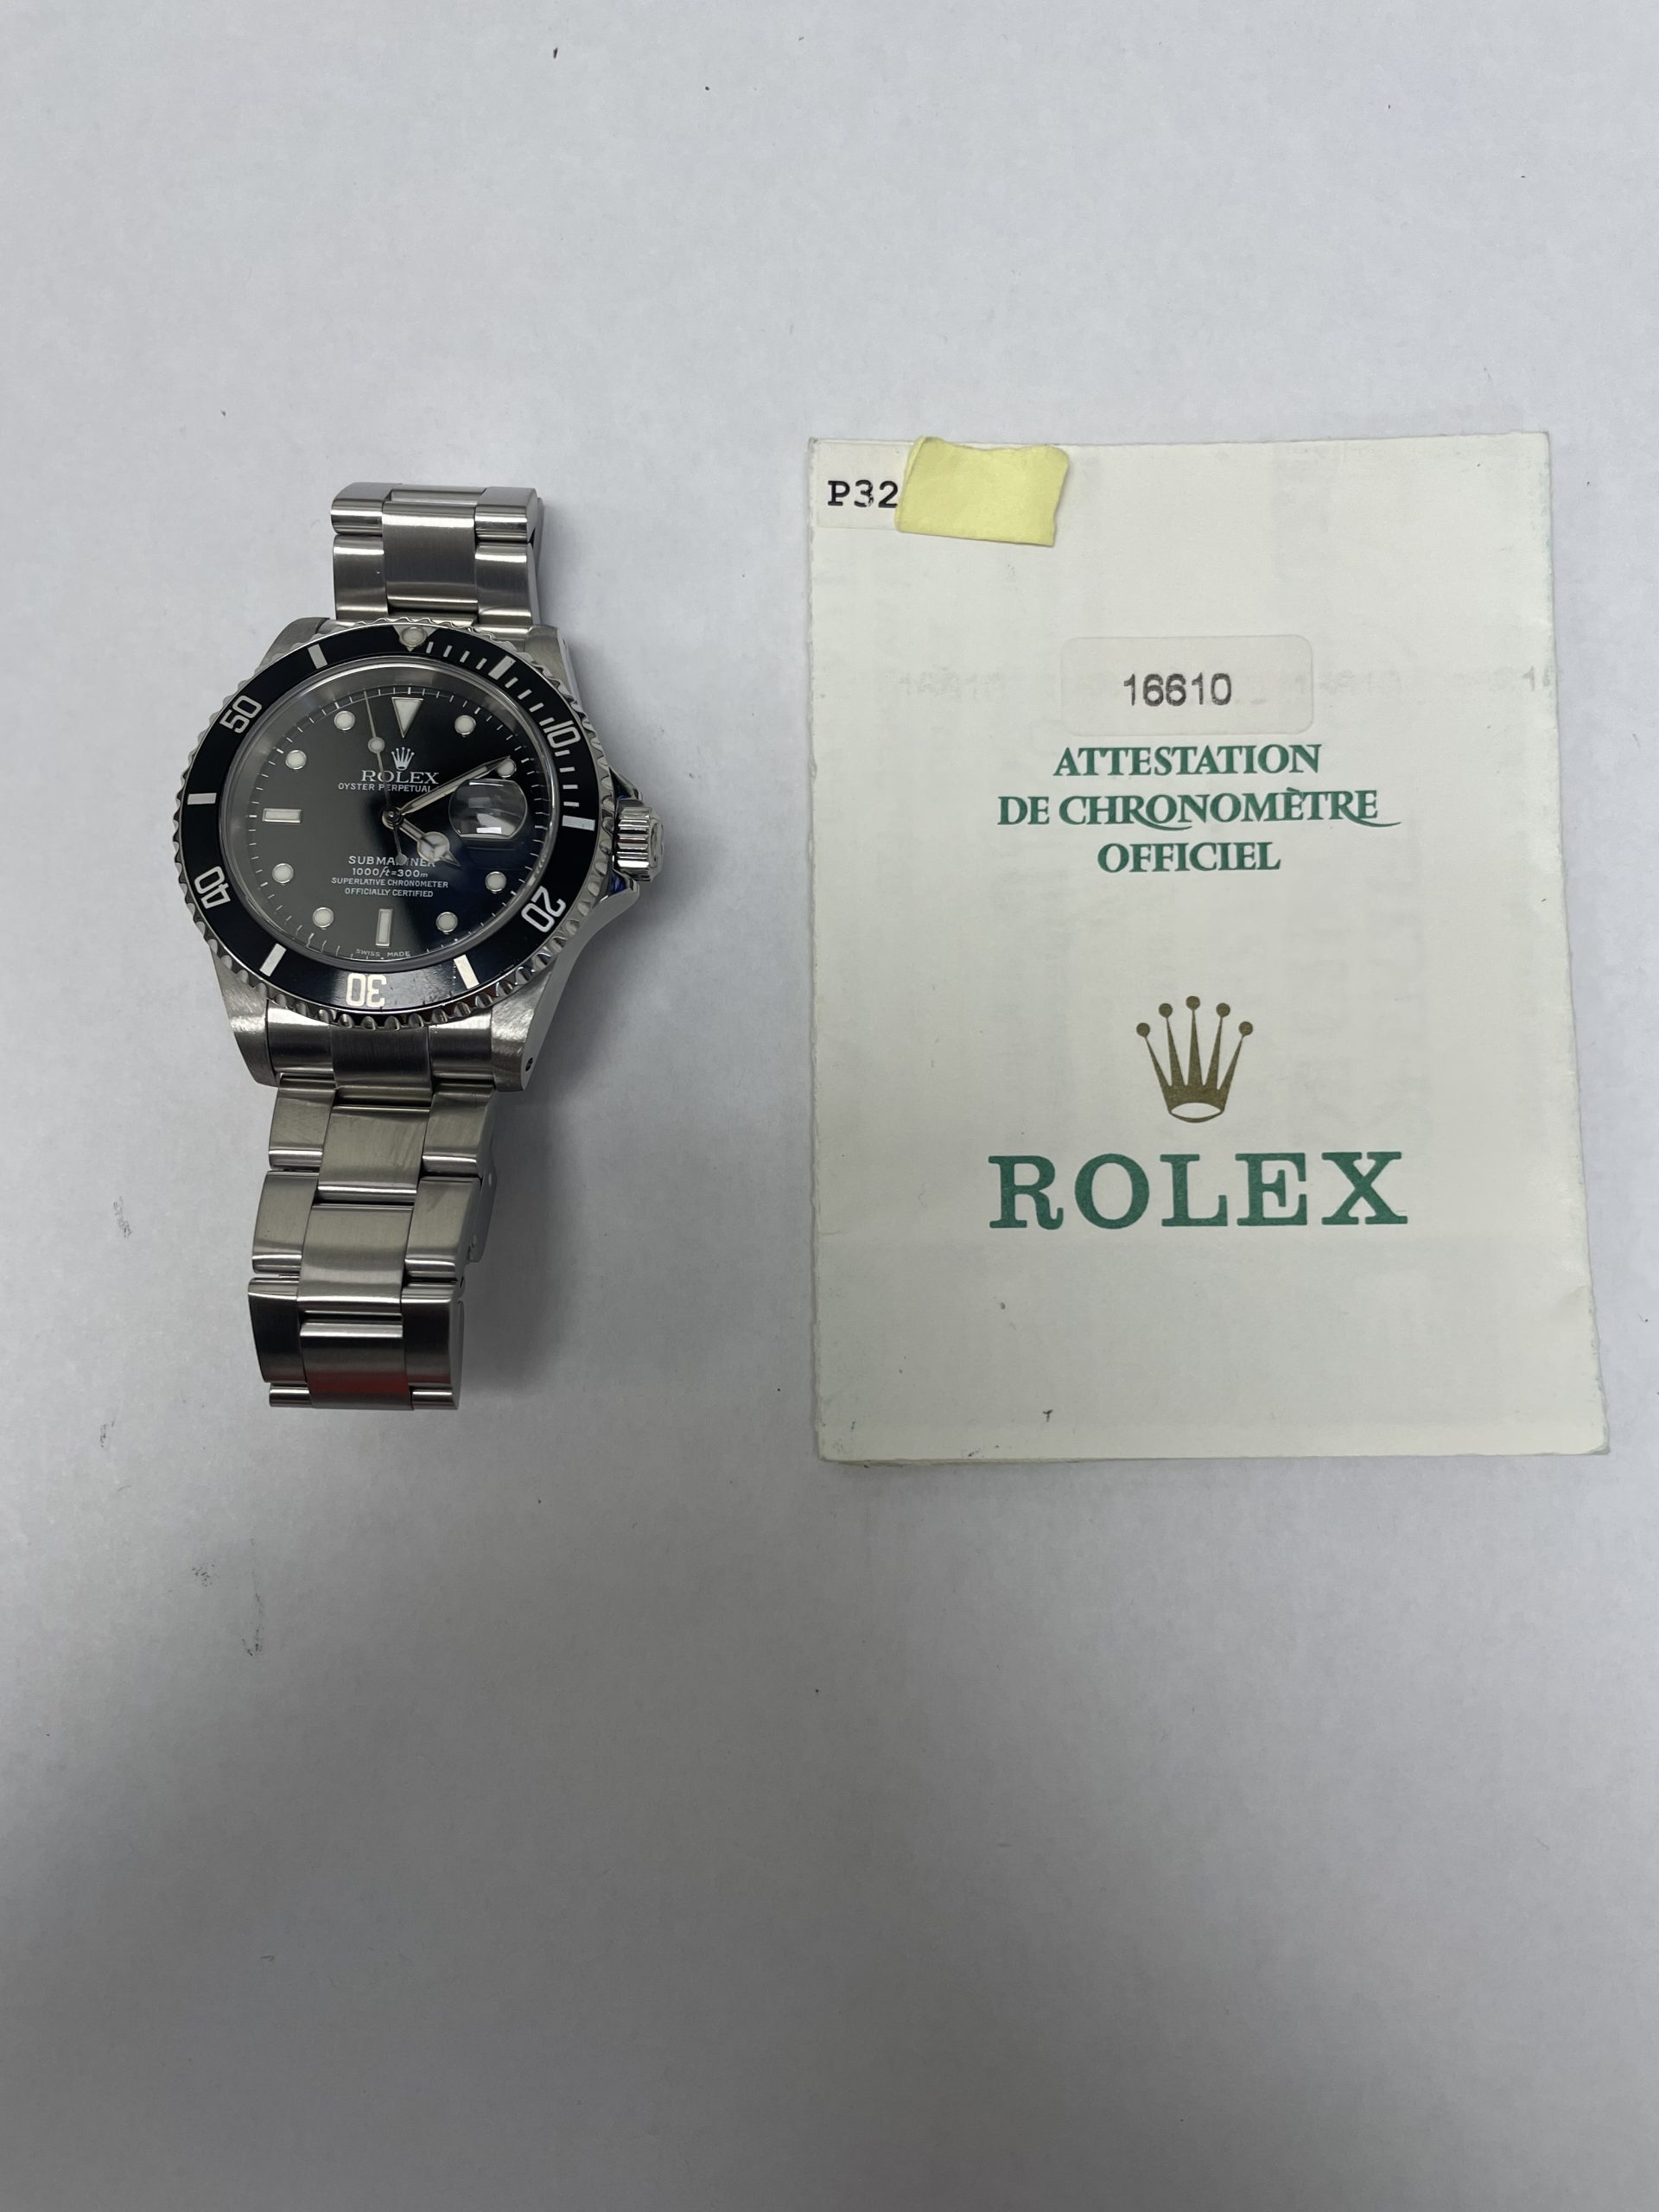 50
10
20
30
40
ROLEX
OYSTER PERPETUAL
SUBMARINER
1000ft=300m
SUPERLATIVE CHRONOMETER
OFFICIALLY CERTIFIED
SWISS MADE
P32
16610
ATTESTATION
DE CHRONOMÈTRE
OFFICIEL
ROLEX